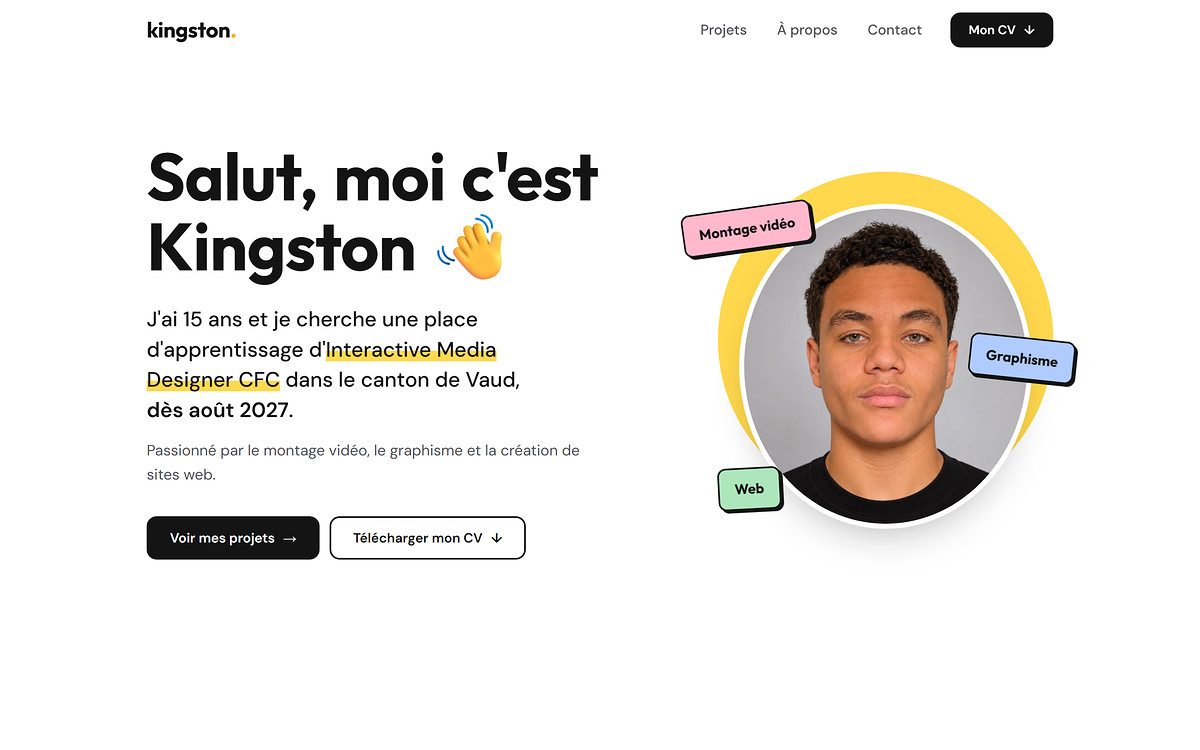 kingston.
Projets
À propos
Contact
Mon CV ↓
Salut, moi c'est
Kingston 👋
J'ai 15 ans et je cherche une place
d'apprentissage d'Interactive Media
Designer CFC dans le canton de Vaud,
dès août 2027.
Passionné par le montage vidéo, le graphisme et la création de
sites web.
Voir mes projets →
Télécharger mon CV ↓
Montage vidéo
Graphisme
Web